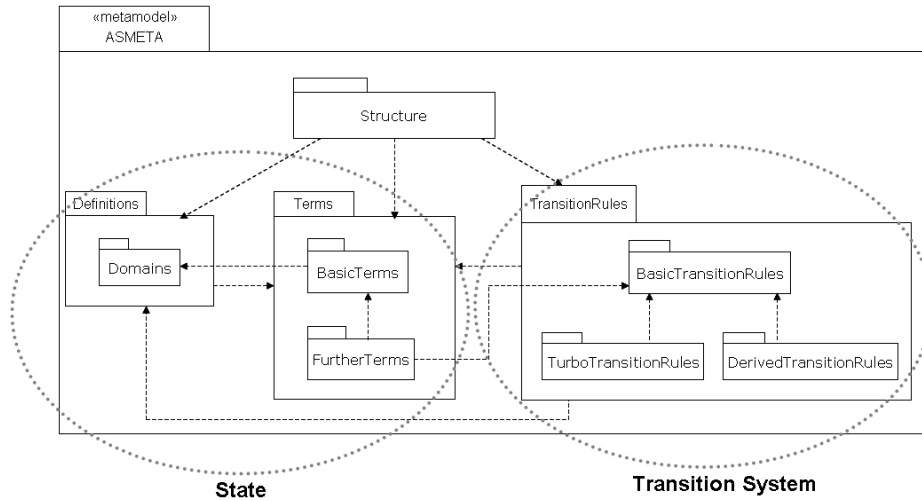 «metamodel»
ASMETA
Structure
Definitions
Terms
TransitionRules
Domains
BasicTerms
BasicTransitionRules
FurtherTerms
TurboTransitionRules
DerivedTransitionRules
State
Transition System